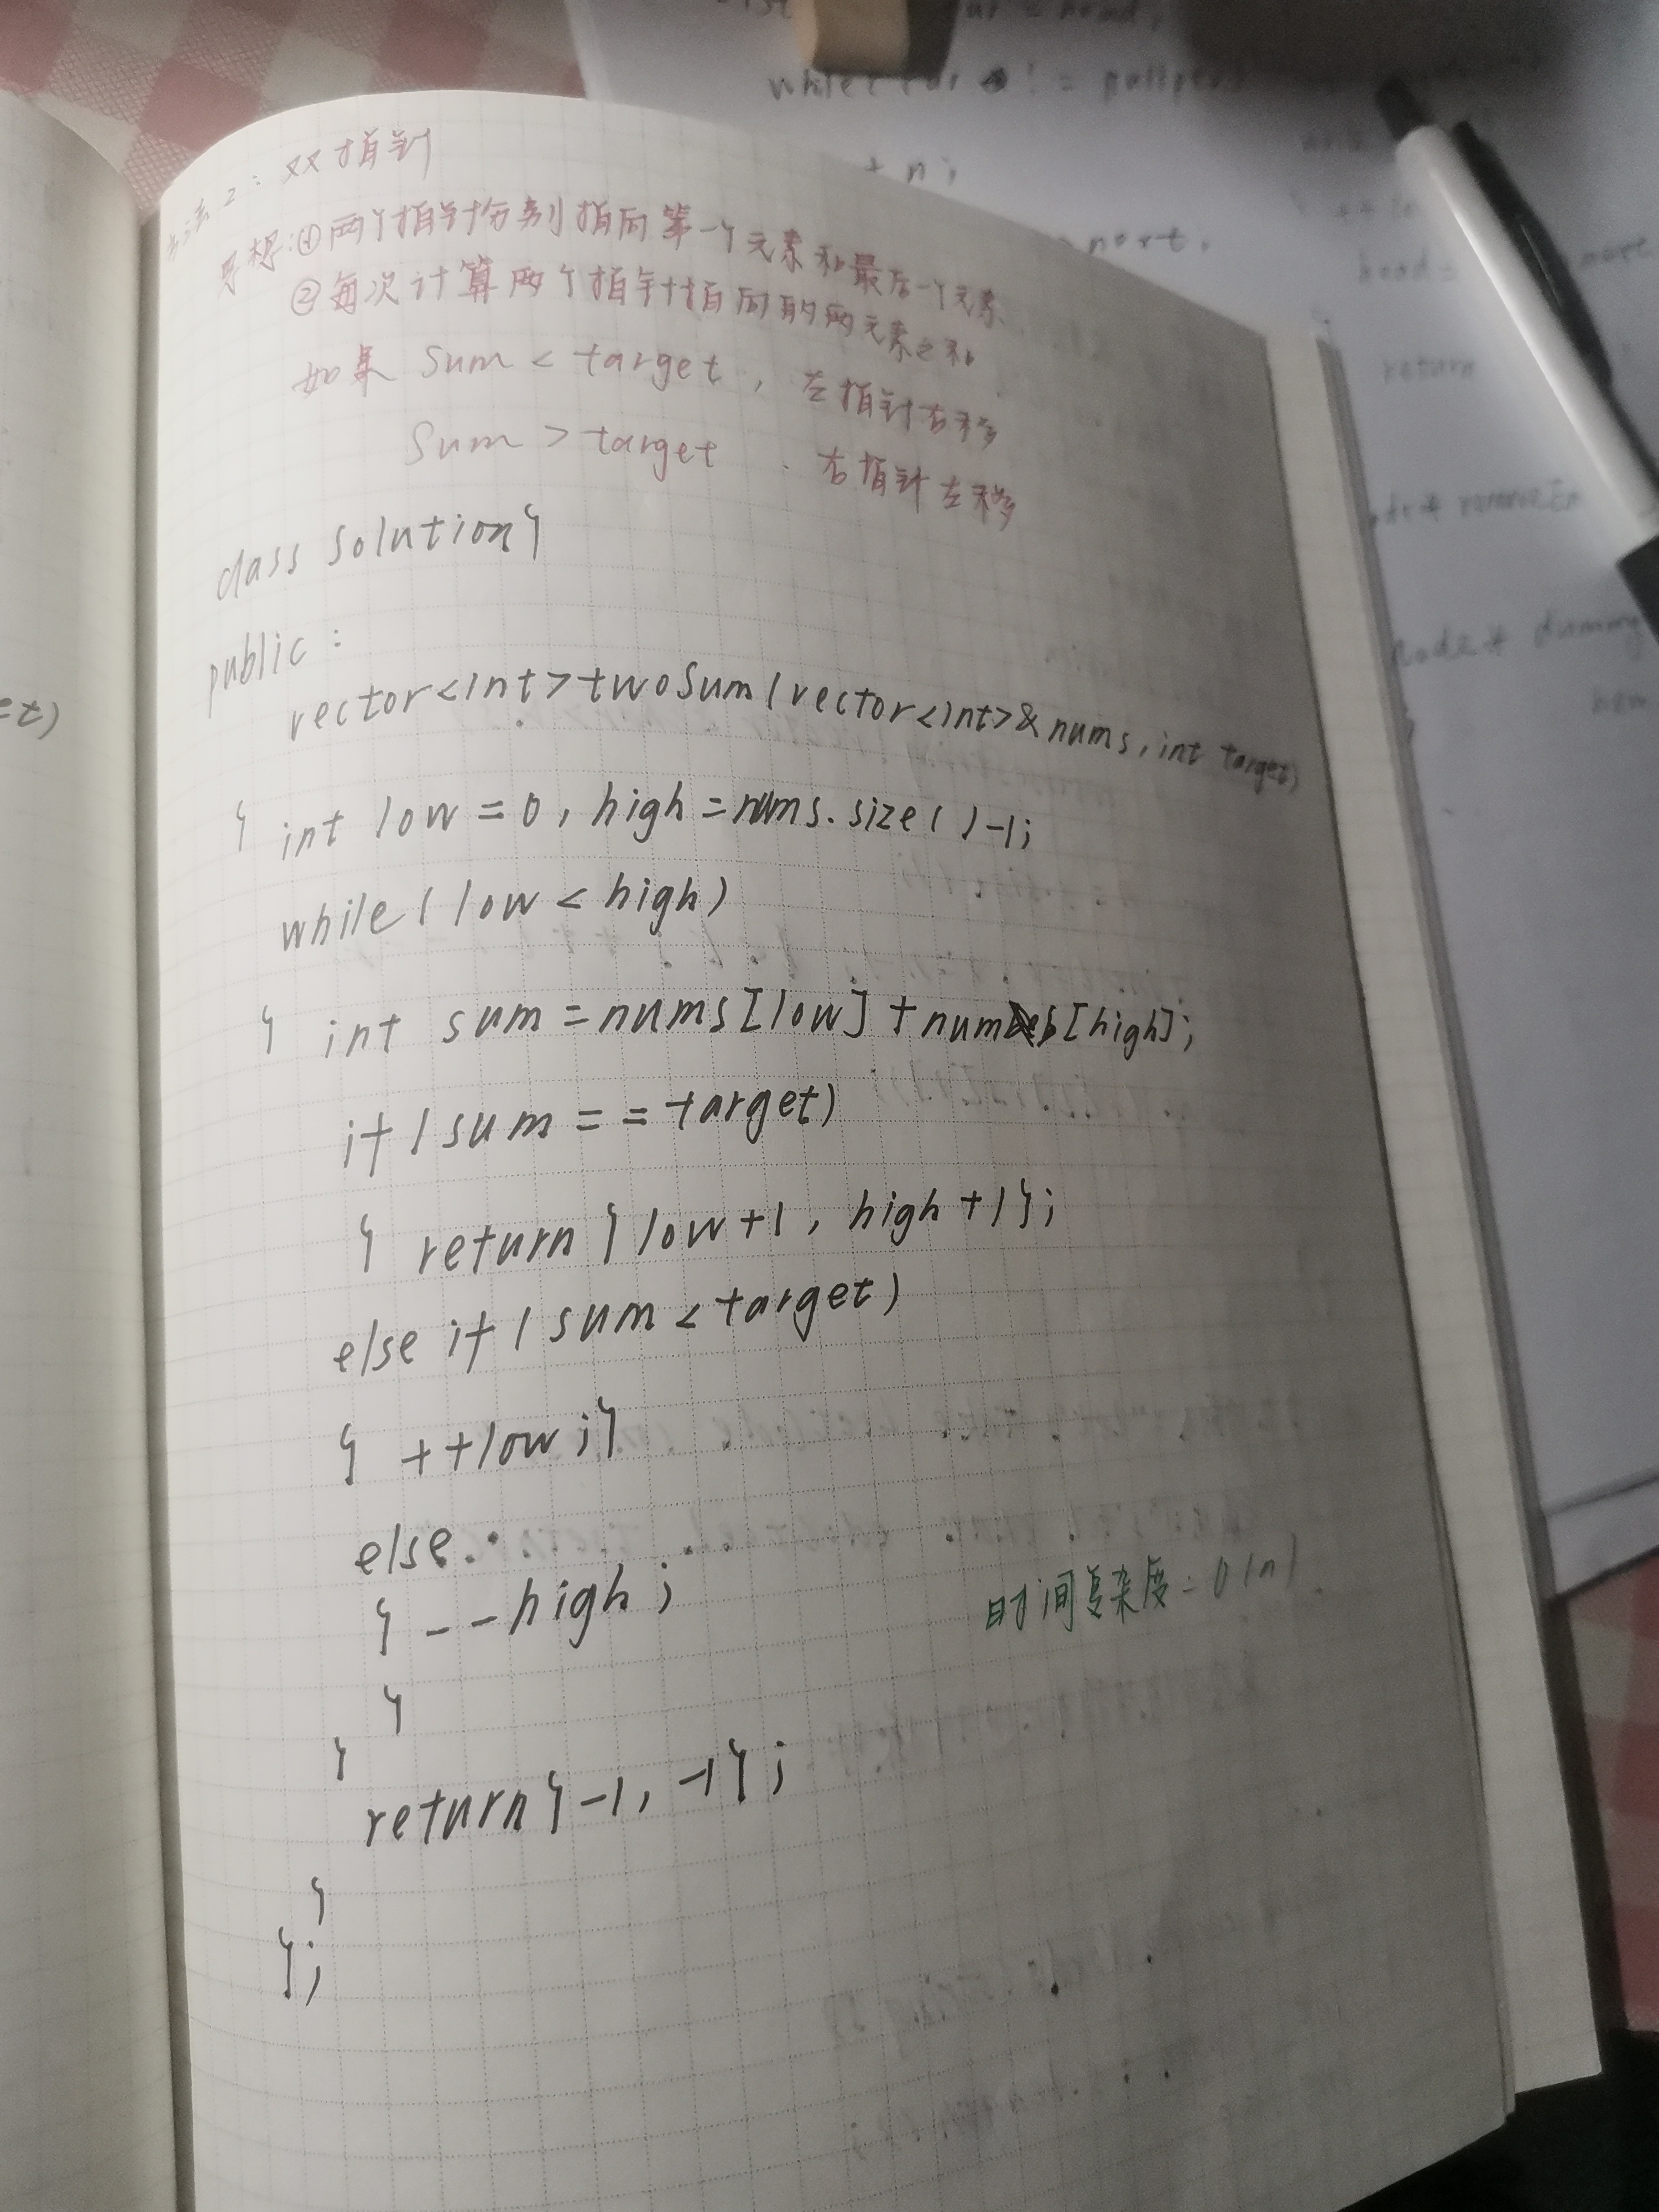 方法2：双指针
思想：①两个指针分别指向第一个元素和最后一个元素
②每次计算两个指针指向的两元素之和
如果 sum < target，左指针右移
sum > target . 右指针左移
class Solution{
public：
vector<int>twoSum(vector<int>&nums, int target)
{ int low = 0, high = nums.size()-1;
while(low < high)
{ int sum = nums[low] + nums[high];
if(sum == target)
{ return {low+1, high+1};
else if(sum < target)
{ ++low;}
else
{ --high;
时间复杂度：O(n)
}
}
return{-1, -1};
}
};
et)
while(cur != 
+ n;
return
dummy
new